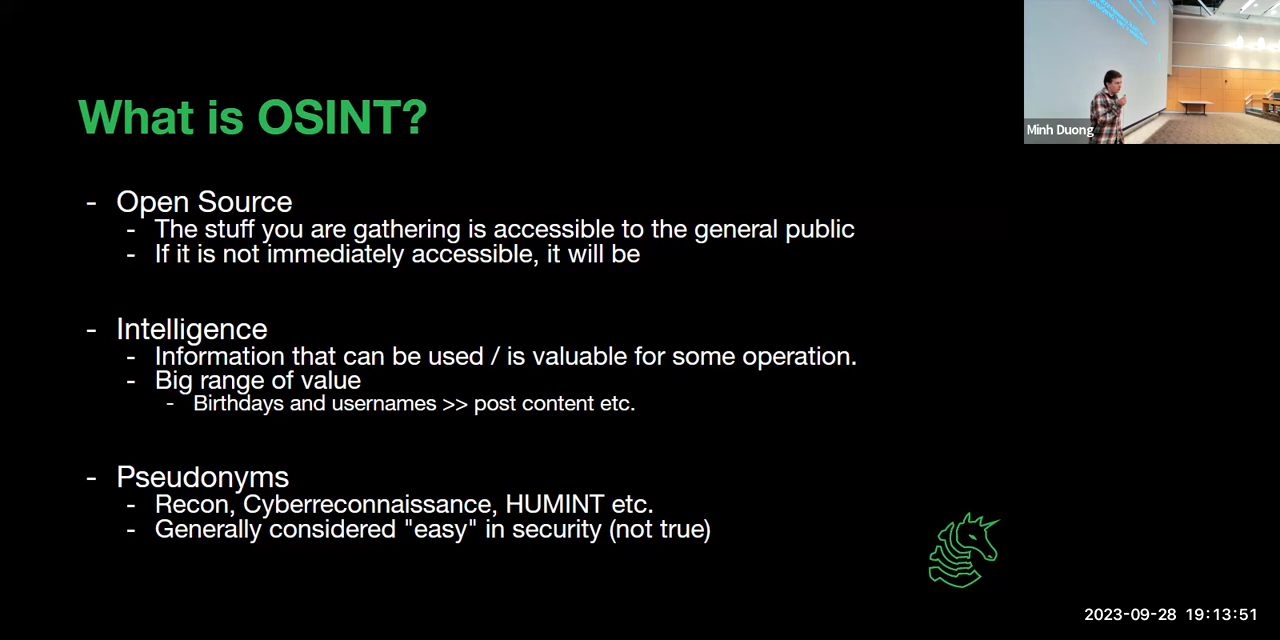 What is OSINT?
- Open Source
- The stuff you are gathering is accessible to the general public
- If it is not immediately accessible, it will be
- Intelligence
- Information that can be used / is valuable for some operation.
- Big range of value
- Birthdays and usernames >> post content etc.
- Pseudonyms
- Recon, Cyberreconnaissance, HUMINT etc.
- Generally considered "easy" in security (not true)
Minh Duong
2023-09-28 19:13:51